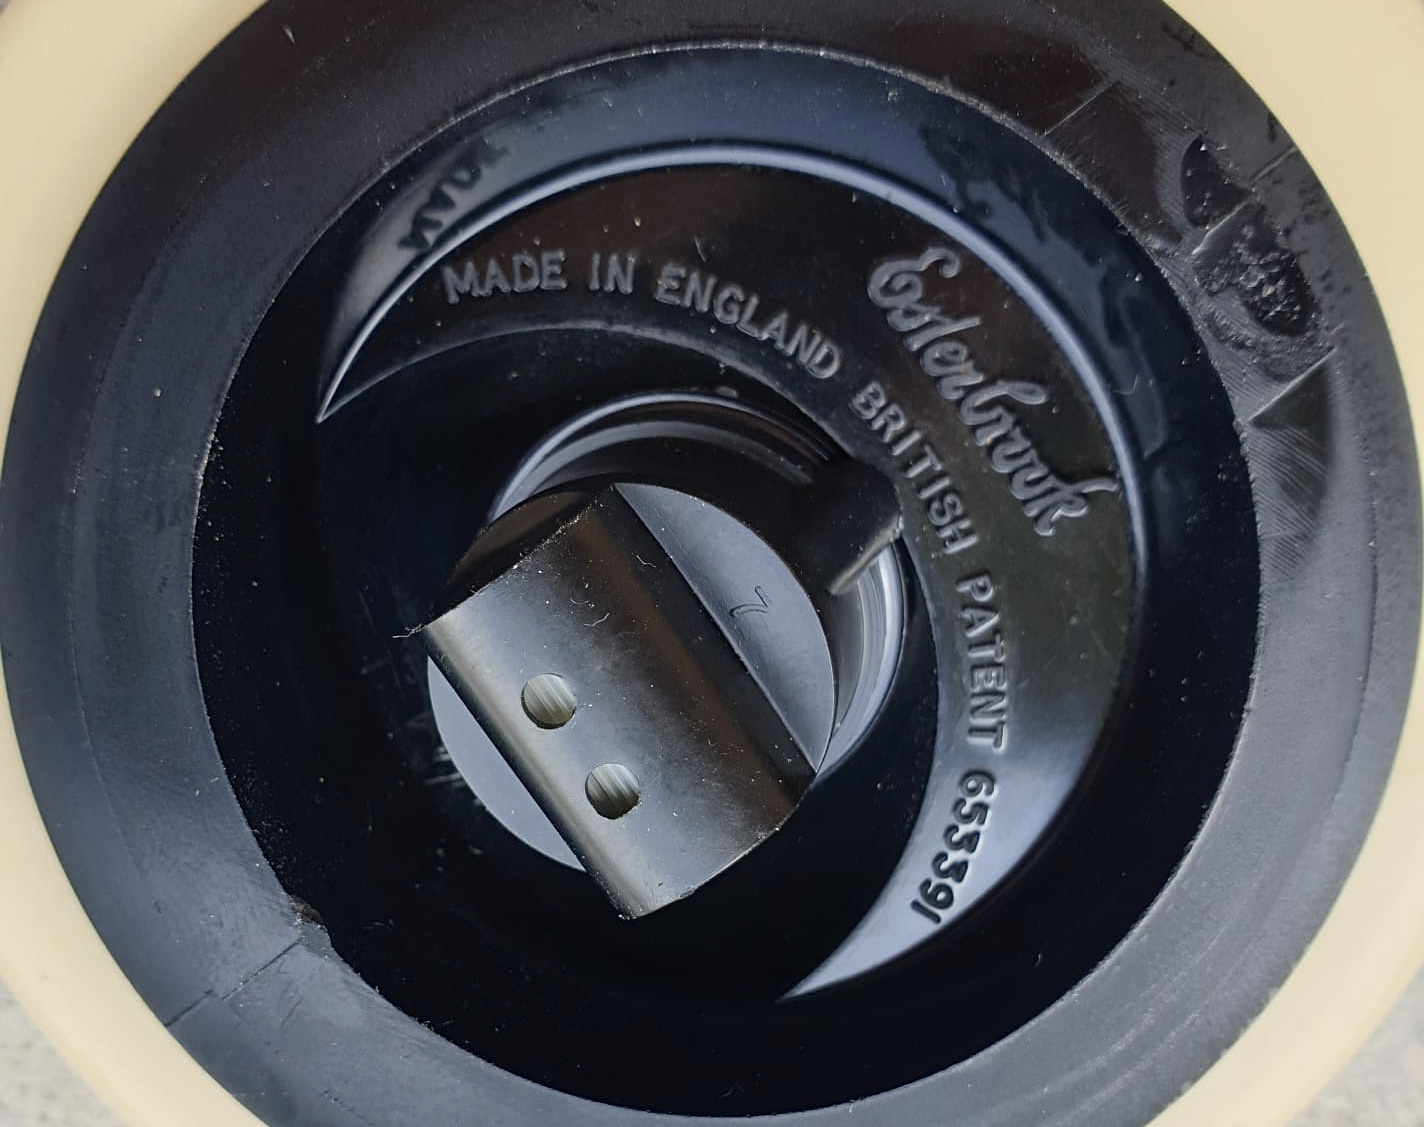 Esterbrook
MADE IN ENGLAND BRITISH PATENT 653391